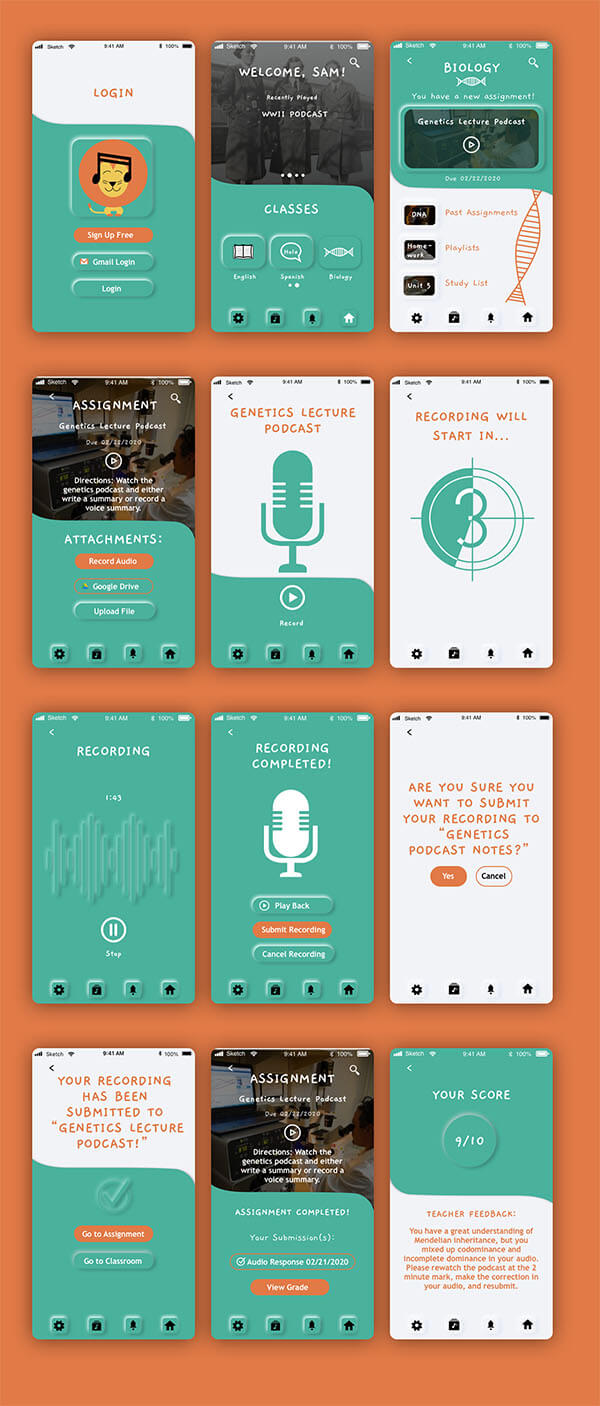 Sketch 9:41 AM 100%
LOGIN
Sign Up Free
Gmail Login
Login
Sketch 9:41 AM 100%
WELCOME, SAM!
Recently Played
WWII PODCAST
CLASSES
Hola
English Spanish Biology
Sketch 9:41 AM 100%
BIOLOGY
You have a new assignment!
Genetics Lecture Podcast
Due 02/22/2020
DNA Past Assignments
Home-
work
Playlists
Unit 5 Study List
Sketch 9:41 AM 100%
ASSIGNMENT
Genetics Lecture Podcast
Due 02/22/2020
Directions: Watch the
genetics podcast and either
write a summary or record a
voice summary.
ATTACHMENTS:
Record Audio
Google Drive
Upload File
Sketch 9:41 AM 100%
GENETICS LECTURE
PODCAST
Record
Sketch 9:41 AM 100%
RECORDING WILL
START IN...
3
Sketch 9:41 AM 100%
RECORDING
1:43
Stop
Sketch 9:41 AM 100%
RECORDING
COMPLETED!
Play Back
Submit Recording
Cancel Recording
Sketch 9:41 AM 100%
ARE YOU SURE YOU
WANT TO SUBMIT
YOUR RECORDING TO
“GENETICS
PODCAST NOTES?”
Yes Cancel
Sketch 9:41 AM 100%
YOUR RECORDING
HAS BEEN
SUBMITTED TO
“GENETICS LECTURE
PODCAST!”
Go to Assignment
Go to Classroom
Sketch 9:41 AM 100%
ASSIGNMENT
Genetics Lecture Podcast
Due 02/22/2020
Directions: Watch the
genetics podcast and either
write a summary or record a
voice summary.
ASSIGNMENT COMPLETED!
Your Submission(s):
Audio Response 02/21/2020
View Grade
Sketch 9:41 AM 100%
YOUR SCORE
9/10
TEACHER FEEDBACK:
You have a great understanding of
Mendelian inheritance, but you
mixed up codominance and
incomplete dominance in your audio.
Please rewatch the podcast at the 2
minute mark, make the correction in
your audio, and resubmit.